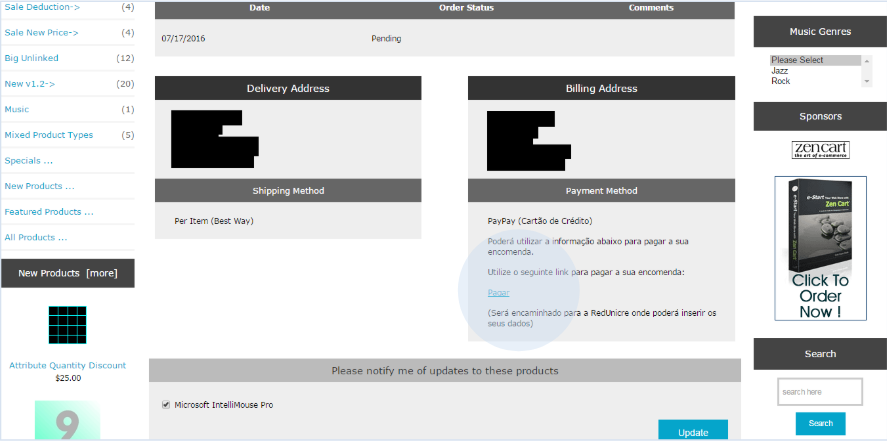 Sale Deduction-> (4)
Sale New Price-> (4)
Big Unlinked (12)
New v1.2-> (20)
Music (1)
Mixed Product Types (5)
Specials ...
New Products ...
Featured Products ...
All Products ...
New Products [more]
Attribute Quantity Discount
$25.00
9
Date Order Status Comments
07/17/2016 Pending
Delivery Address
Shipping Method
Per Item (Best Way)
Billing Address
Payment Method
PayPay (Cartão de Crédito)
Poderá utilizar a informação abaixo para pagar a sua
encomenda.
Utilize o seguinte link para pagar a sua encomenda:
Pagar
(Será encaminhado para a RedUnicre onde poderá inserir os
seus dados)
Please notify me of updates to these products
Microsoft IntelliMouse Pro
Update
Music Genres
Please Select
Jazz
Rock
Sponsors
zencart
the art of e-commerce
e-Start Your Web Store with
Zen Cart
Click To
Order
Now !
Search
search here
Search